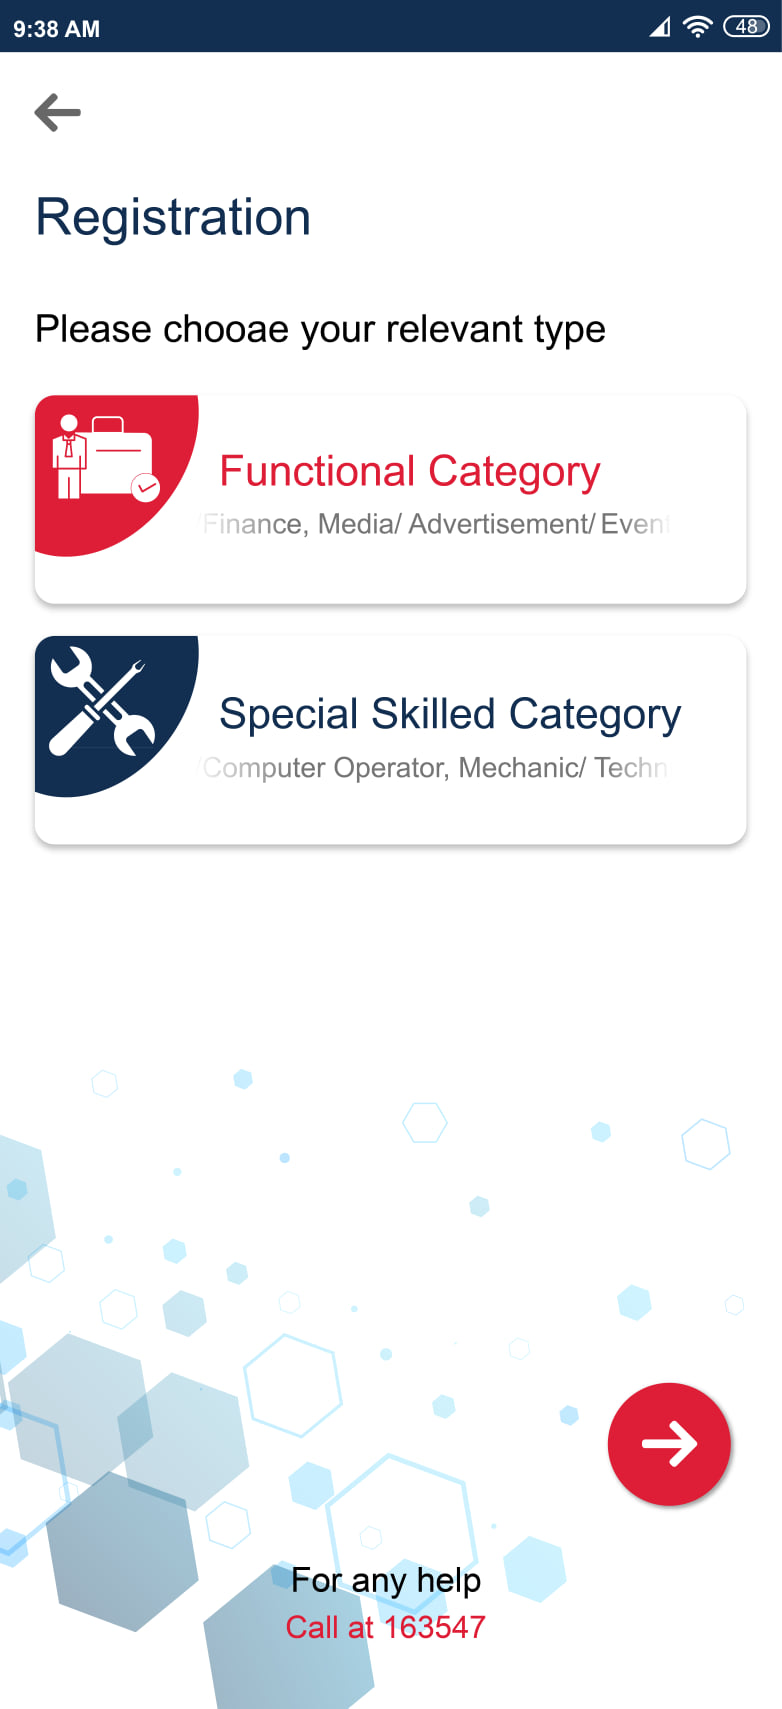 9:38 AM
48
Registration
Please chooae your relevant type
Functional Category
/Finance, Media/ Advertisement/ Event
Special Skilled Category
/Computer Operator, Mechanic/ Techn
For any help
Call at 163547